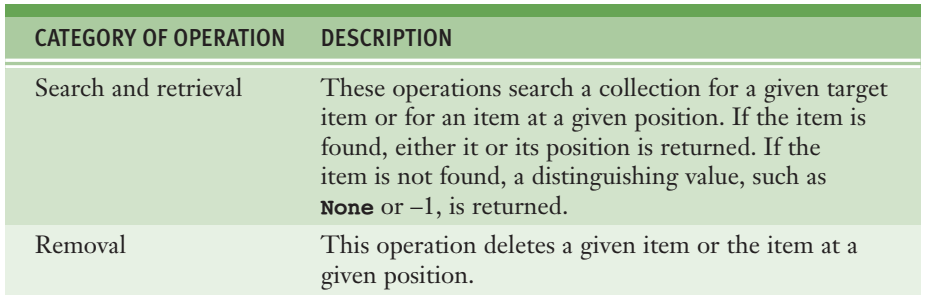 CATEGORY OF OPERATION DESCRIPTION
Search and retrieval These operations search a collection for a given target
item or for an item at a given position. If the item is
found, either it or its position is returned. If the
item is not found, a distinguishing value, such as
None or –1, is returned.
Removal This operation deletes a given item or the item at a
given position.